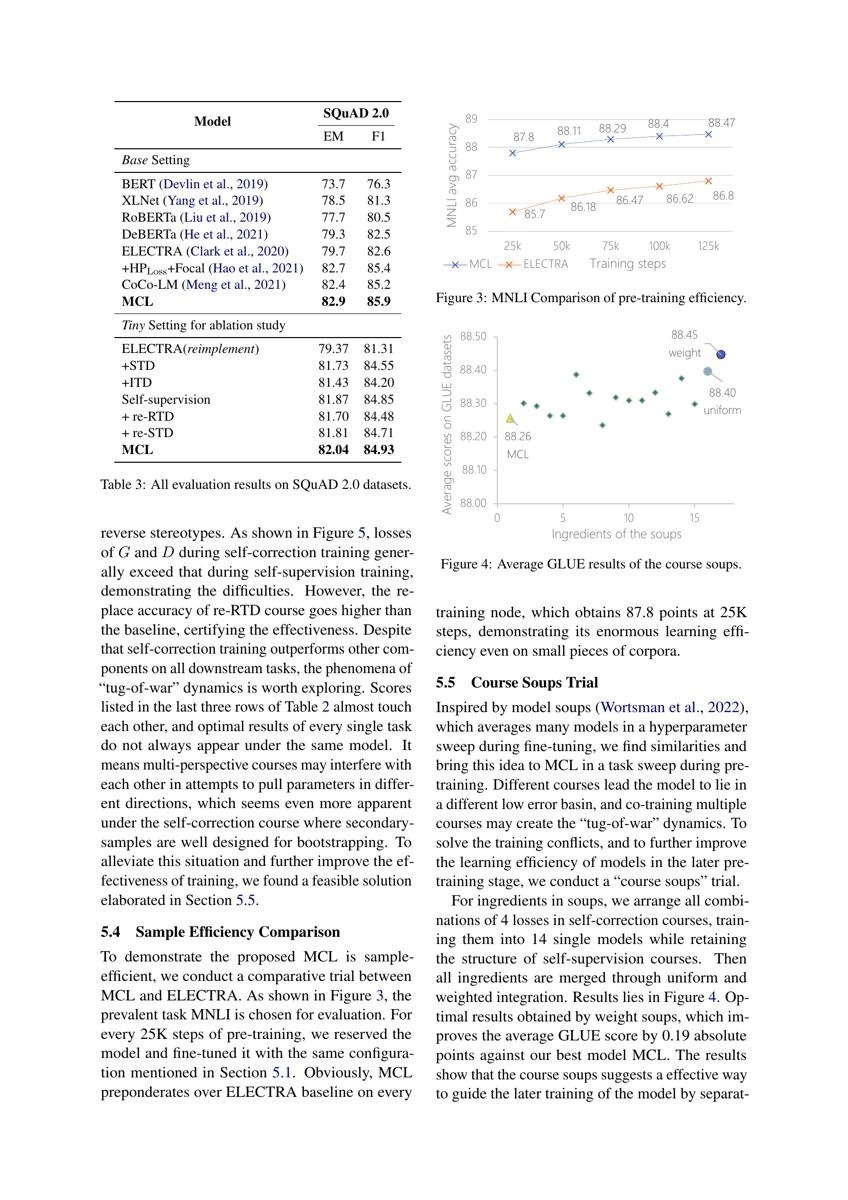 Model
SQuAD 2.0
EM F1
Base Setting
BERT (Devlin et al., 2019) 73.7 76.3
XLNet (Yang et al., 2019) 78.5 81.3
RoBERTa (Liu et al., 2019) 77.7 80.5
DeBERTa (He et al., 2021) 79.3 82.5
ELECTRA (Clark et al., 2020) 79.7 82.6
+HPLoss+Focal (Hao et al., 2021) 82.7 85.4
CoCo-LM (Meng et al., 2021) 82.4 85.2
MCL 82.9 85.9
Tiny Setting for ablation study
ELECTRA(reimplement) 79.37 81.31
+STD 81.73 84.55
+ITD 81.43 84.20
Self-supervision 81.87 84.85
+ re-RTD 81.70 84.48
+ re-STD 81.81 84.71
MCL 82.04 84.93
Table 3: All evaluation results on SQuAD 2.0 datasets.
reverse stereotypes. As shown in Figure 5, losses
of G and D during self-correction training gener-
ally exceed that during self-supervision training,
demonstrating the difficulties. However, the re-
place accuracy of re-RTD course goes higher than
the baseline, certifying the effectiveness. Despite
that self-correction training outperforms other com-
ponents on all downstream tasks, the phenomena of
“tug-of-war” dynamics is worth exploring. Scores
listed in the last three rows of Table 2 almost touch
each other, and optimal results of every single task
do not always appear under the same model. It
means multi-perspective courses may interfere with
each other in attempts to pull parameters in differ-
ent directions, which seems even more apparent
under the self-correction course where secondary-
samples are well designed for bootstrapping. To
alleviate this situation and further improve the ef-
fectiveness of training, we found a feasible solution
elaborated in Section 5.5.
5.4 Sample Efficiency Comparison
To demonstrate the proposed MCL is sample-
efficient, we conduct a comparative trial between
MCL and ELECTRA. As shown in Figure 3, the
prevalent task MNLI is chosen for evaluation. For
every 25K steps of pre-training, we reserved the
model and fine-tuned it with the same configura-
tion mentioned in Section 5.1. Obviously, MCL
preponderates over ELECTRA baseline on every
MNLI avg accuracy
89
88
87
86
85
87.8 88.11 88.29 88.4 88.47
85.7 86.18 86.47 86.62 86.8
25k 50k 75k 100k 125k
MCL ELECTRA Training steps
Figure 3: MNLI Comparison of pre-training efficiency.
Average scores on GLUE datasets
88.50
88.40
88.30
88.20
88.10
88.00
88.45
weight
88.40
uniform
88.26
MCL
0 5 10 15
Ingredients of the soups
Figure 4: Average GLUE results of the course soups.
training node, which obtains 87.8 points at 25K
steps, demonstrating its enormous learning effi-
ciency even on small pieces of corpora.
5.5 Course Soups Trial
Inspired by model soups (Wortsman et al., 2022),
which averages many models in a hyperparameter
sweep during fine-tuning, we find similarities and
bring this idea to MCL in a task sweep during pre-
training. Different courses lead the model to lie in
a different low error basin, and co-training multiple
courses may create the “tug-of-war” dynamics. To
solve the training conflicts, and to further improve
the learning efficiency of models in the later pre-
training stage, we conduct a “course soups” trial.
For ingredients in soups, we arrange all combi-
nations of 4 losses in self-correction courses, train-
ing them into 14 single models while retaining
the structure of self-supervision courses. Then
all ingredients are merged through uniform and
weighted integration. Results lies in Figure 4. Op-
timal results obtained by weight soups, which im-
proves the average GLUE score by 0.19 absolute
points against our best model MCL. The results
show that the course soups suggests a effective way
to guide the later training of the model by separat-